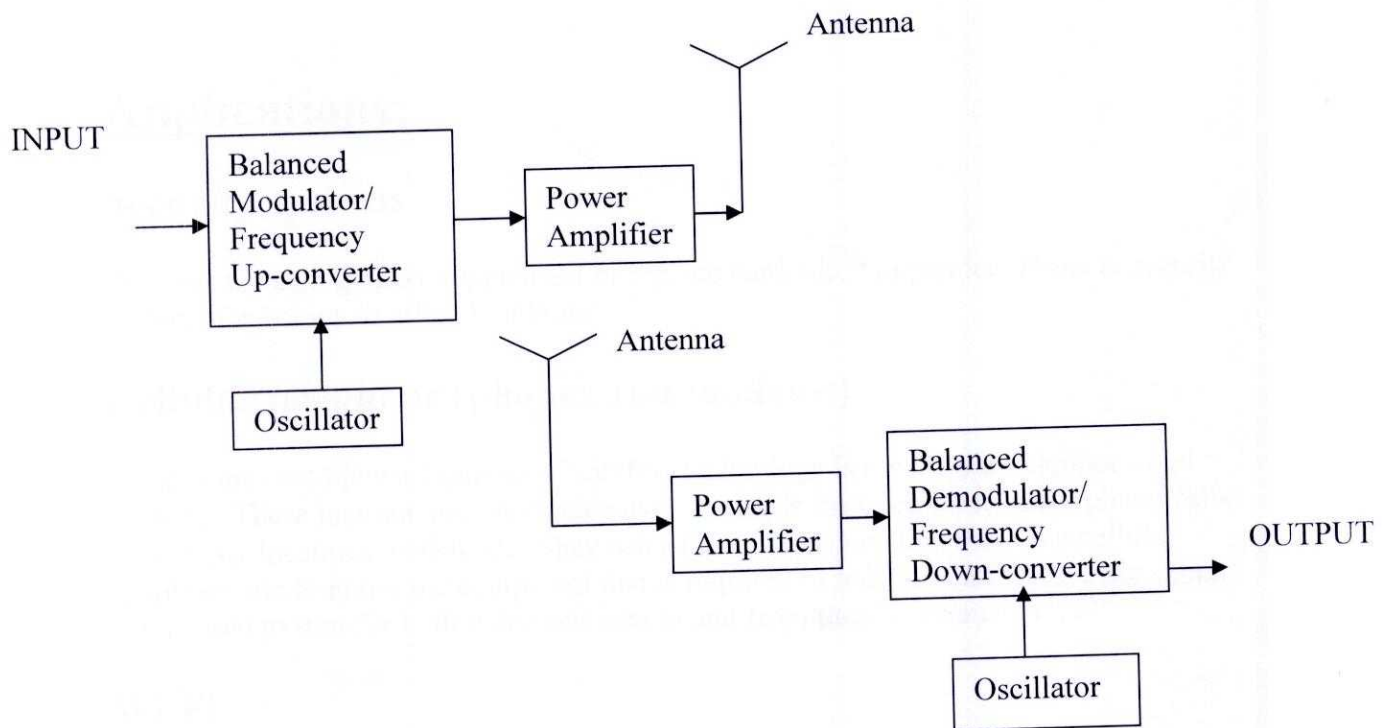 Antenna
INPUT
Balanced
Modulator/
Frequency
Up-converter
Power
Amplifier
Oscillator
Antenna
Power
Amplifier
Balanced
Demodulator/
Frequency
Down-converter
OUTPUT
Oscillator